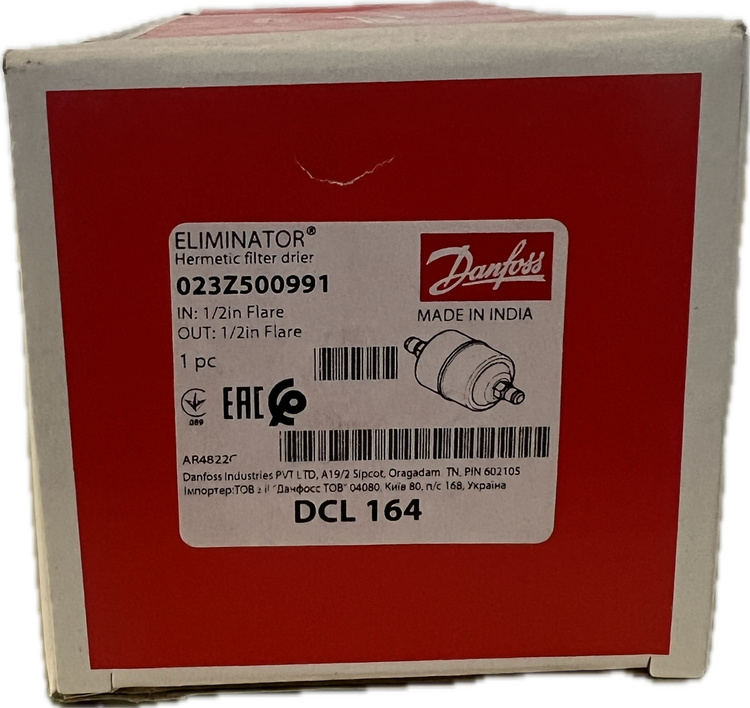 ELIMINATOR®
Hermetic filter drier
023Z500991
IN: 1/2in Flare
OUT: 1/2in Flare
1 pc
Danfoss
MADE IN INDIA
089
EAC
Danfoss Industries PVT LTD, A19/2 Sipcot, Oragadam TN, PIN 602105
Імпортер:ТОВ з іі "Данфосс ТОВ" 04080, Київ 80, п/с 168, Україна
DCL 164